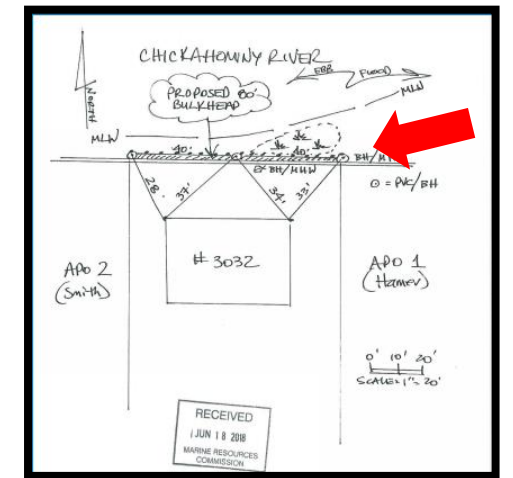 CHICKAHOMINY RIVER
EBB
FLOOD
MLW
NORTH
PROPOSED 80'
BULKHEAD
MLW
40'
40'
BH/M
BH/MHW
⊙ = PVC/BH
28'
37'
34'
33'
# 3032
APO 2
(Smith)
APO 1
0' 10' 20'
SCALE: 1" = 20'
RECEIVED
JUN 18 2018
MARINE RESOURCES
COMMISSION